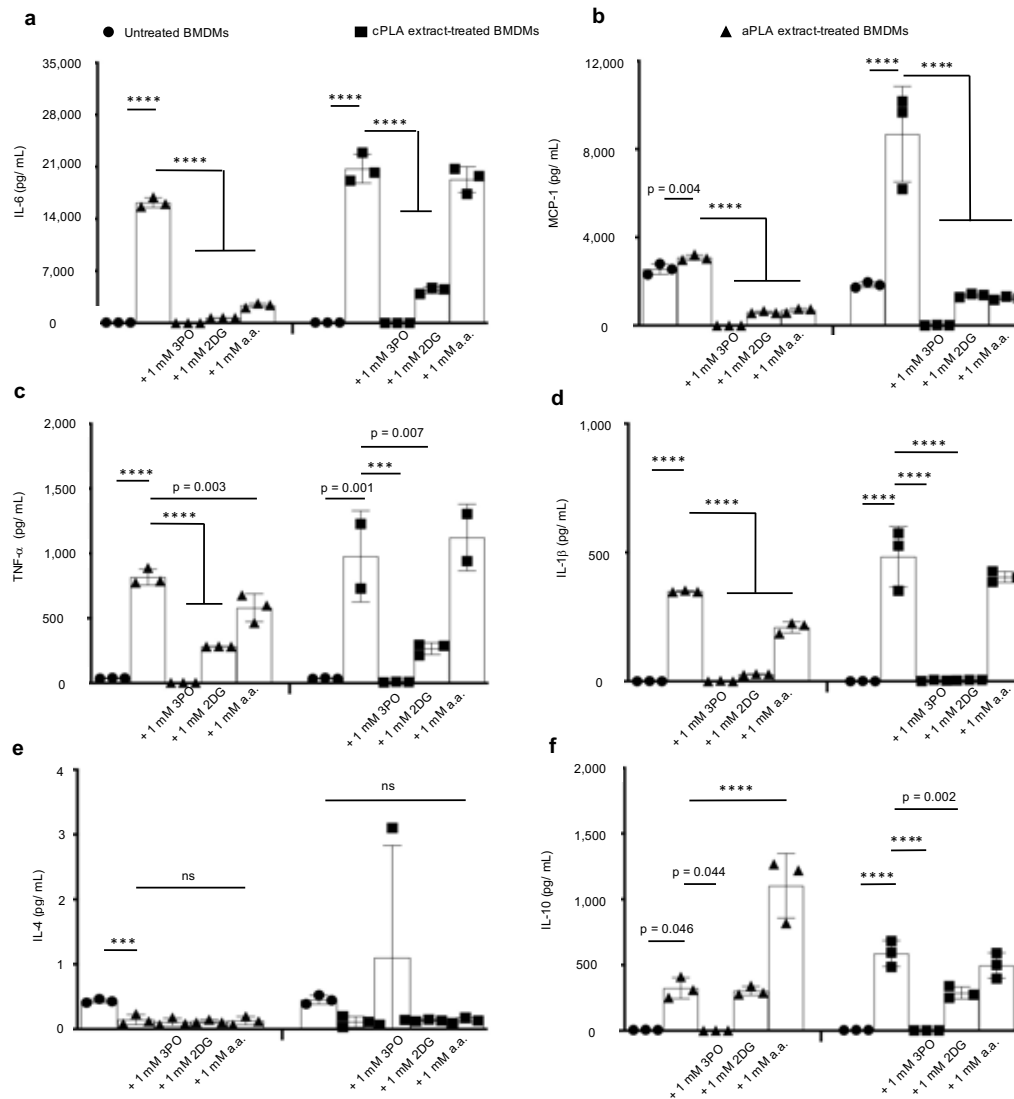 a
b
Untreated BMDMs
cPLA extract-treated BMDMs
aPLA extract-treated BMDMs
IL-6 (pg/ mL)
35,000
28,000
21,000
14,000
7,000
0
****
****
****
****
+ 1 mM 3PO
+ 1 mM 2DG
+ 1 mM a.a.
+ 1 mM 3PO
+ 1 mM 2DG
+ 1 mM a.a.
MCP-1 (pg/ mL)
12,000
8,000
4,000
0
p = 0.004
****
****
****
+ 1 mM 3PO
+ 1 mM 2DG
+ 1 mM a.a.
+ 1 mM 3PO
+ 1 mM 2DG
+ 1 mM a.a.
c
TNF-α (pg/ mL)
2,000
1,500
1,000
500
0
****
p = 0.003
****
p = 0.001
p = 0.007
***
+ 1 mM 3PO
+ 1 mM 2DG
+ 1 mM a.a.
+ 1 mM 3PO
+ 1 mM 2DG
+ 1 mM a.a.
d
IL-1β (pg/ mL)
1,000
500
0
****
****
****
****
****
+ 1 mM 3PO
+ 1 mM 2DG
+ 1 mM a.a.
+ 1 mM 3PO
+ 1 mM 2DG
+ 1 mM a.a.
e
IL-4 (pg/ mL)
4
3
2
1
0
***
ns
ns
+ 1 mM 3PO
+ 1 mM 2DG
+ 1 mM a.a.
+ 1 mM 3PO
+ 1 mM 2DG
+ 1 mM a.a.
f
IL-10 (pg/ mL)
2,000
1,500
1,000
500
0
p = 0.046
p = 0.044
****
****
****
p = 0.002
+ 1 mM 3PO
+ 1 mM 2DG
+ 1 mM a.a.
+ 1 mM 3PO
+ 1 mM 2DG
+ 1 mM a.a.